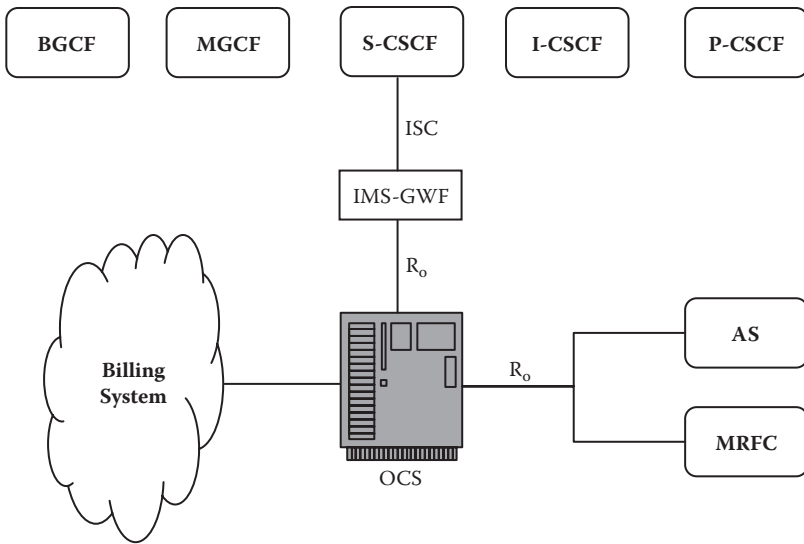 BGCF
MGCF
S-CSCF
I-CSCF
P-CSCF
ISC
IMS-GWF
Ro
Billing
System
Ro
AS
MRFC
OCS